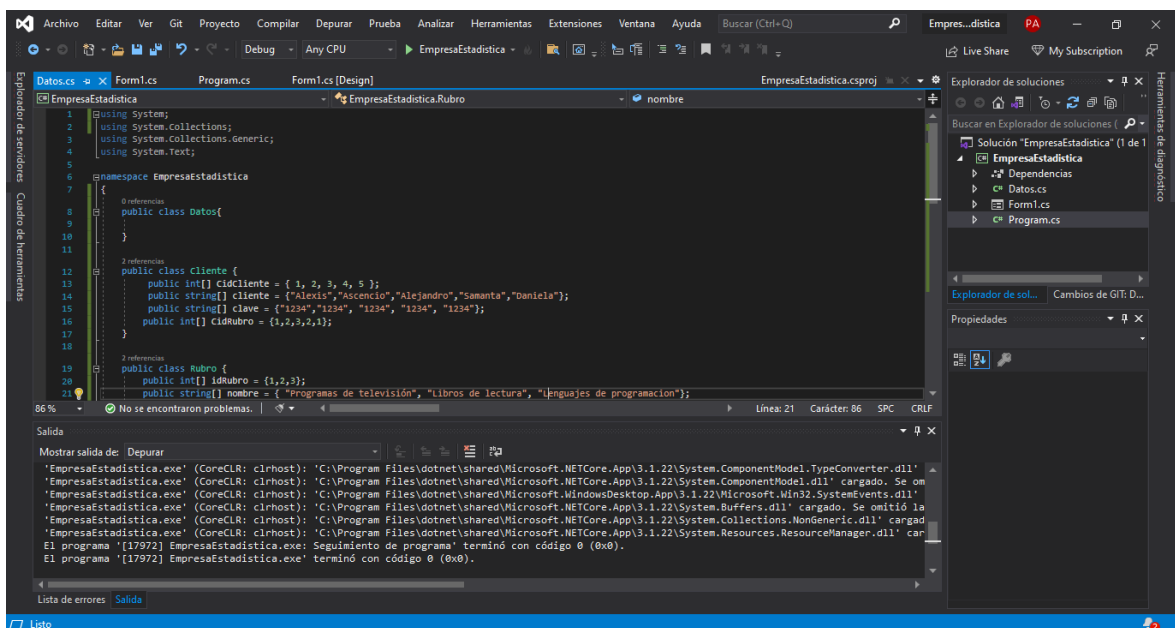 Archivo Editar Ver Git Proyecto Compilar Depurar Prueba Analizar Herramientas Extensiones Ventana Ayuda Buscar (Ctrl+Q) Empres...distica PA
Debug Any CPU EmpresaEstadistica Live Share My Subscription
Explorador de servidores
Cuadro de herramientas
Datos.cs Form1.cs Program.cs Form1.cs [Design] EmpresaEstadistica.csproj
EmpresaEstadistica EmpresaEstadistica.Rubro nombre
1 using System;
2 using System.Collections;
3 using System.Collections.Generic;
4 using System.Text;
5
6 namespace EmpresaEstadistica
7 {
0 referencias
8 public class Datos{
9
10 }
11
2 referencias
12 public class Cliente {
13 public int[] CidCliente = { 1, 2, 3, 4, 5 };
14 public string[] cliente = {"Alexis","Ascencio","Alejandro","Samanta","Daniela"};
15 public string[] clave = {"1234","1234", "1234", "1234", "1234"};
16 public int[] CidRubro = {1,2,3,2,1};
17 }
18
2 referencias
19 public class Rubro {
20 public int[] idRubro = {1,2,3};
21 public string[] nombre = { "Programas de televisión", "Libros de lectura", "Lenguajes de programacion"};
86 % No se encontraron problemas. Línea: 21 Carácter: 86 SPC CRLF
Salida
Mostrar salida de: Depurar
'EmpresaEstadistica.exe' (CoreCLR: clrhost): 'C:\Program Files\dotnet\shared\Microsoft.NETCore.App\3.1.22\System.ComponentModel.TypeConverter.dll'
'EmpresaEstadistica.exe' (CoreCLR: clrhost): 'C:\Program Files\dotnet\shared\Microsoft.NETCore.App\3.1.22\System.ComponentModel.dll' cargado. Se om
'EmpresaEstadistica.exe' (CoreCLR: clrhost): 'C:\Program Files\dotnet\shared\Microsoft.WindowsDesktop.App\3.1.22\Microsoft.Win32.SystemEvents.dll'
'EmpresaEstadistica.exe' (CoreCLR: clrhost): 'C:\Program Files\dotnet\shared\Microsoft.NETCore.App\3.1.22\System.Buffers.dll' cargado. Se omitió la
'EmpresaEstadistica.exe' (CoreCLR: clrhost): 'C:\Program Files\dotnet\shared\Microsoft.NETCore.App\3.1.22\System.Collections.NonGeneric.dll' cargad
'EmpresaEstadistica.exe' (CoreCLR: clrhost): 'C:\Program Files\dotnet\shared\Microsoft.NETCore.App\3.1.22\System.Resources.ResourceManager.dll' car
El programa '[17972] EmpresaEstadistica.exe: Seguimiento de programa' terminó con código 0 (0x0).
El programa '[17972] EmpresaEstadistica.exe' terminó con código 0 (0x0).
Lista de errores Salida
Explorador de soluciones
Buscar en Explorador de soluciones (
Solución "EmpresaEstadistica" (1 de 1
EmpresaEstadistica
Dependencias
C# Datos.cs
Form1.cs
C# Program.cs
Explorador de sol... Cambios de GIT: D...
Propiedades
Herramientas de diagnóstico
Listo 2